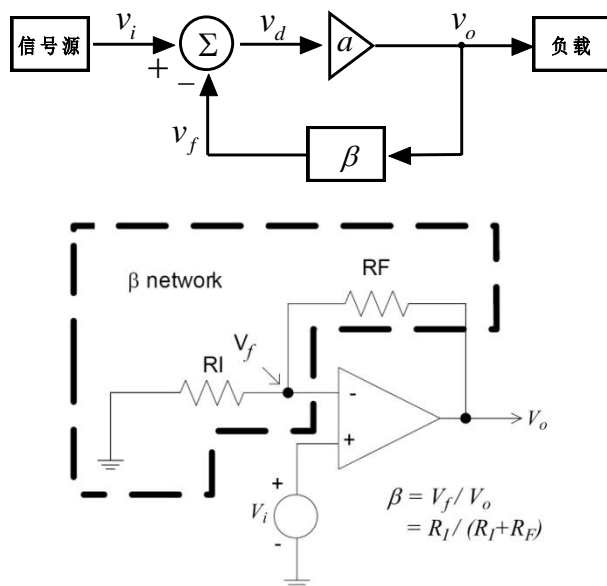 信号源 v_i + − Σ v_d a v_o 负载
v_f β
β network
RF
V_f
RI
-
+
V_o
+
V_i
-
β = V_f / V_o
= R_I / (R_I+R_F)